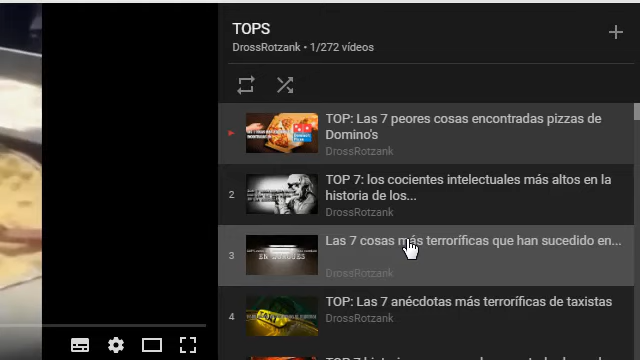 TOPS
DrossRotzank • 1/272 vídeos
TOP: Las 7 peores cosas encontradas pizzas de
Domino's
DrossRotzank
2
TOP 7: los cocientes intelectuales más altos en la
historia de los...
DrossRotzank
3
Las 7 cosas más terroríficas que han sucedido en...
DrossRotzank
4
TOP: Las 7 anécdotas más terroríficas de taxistas
DrossRotzank